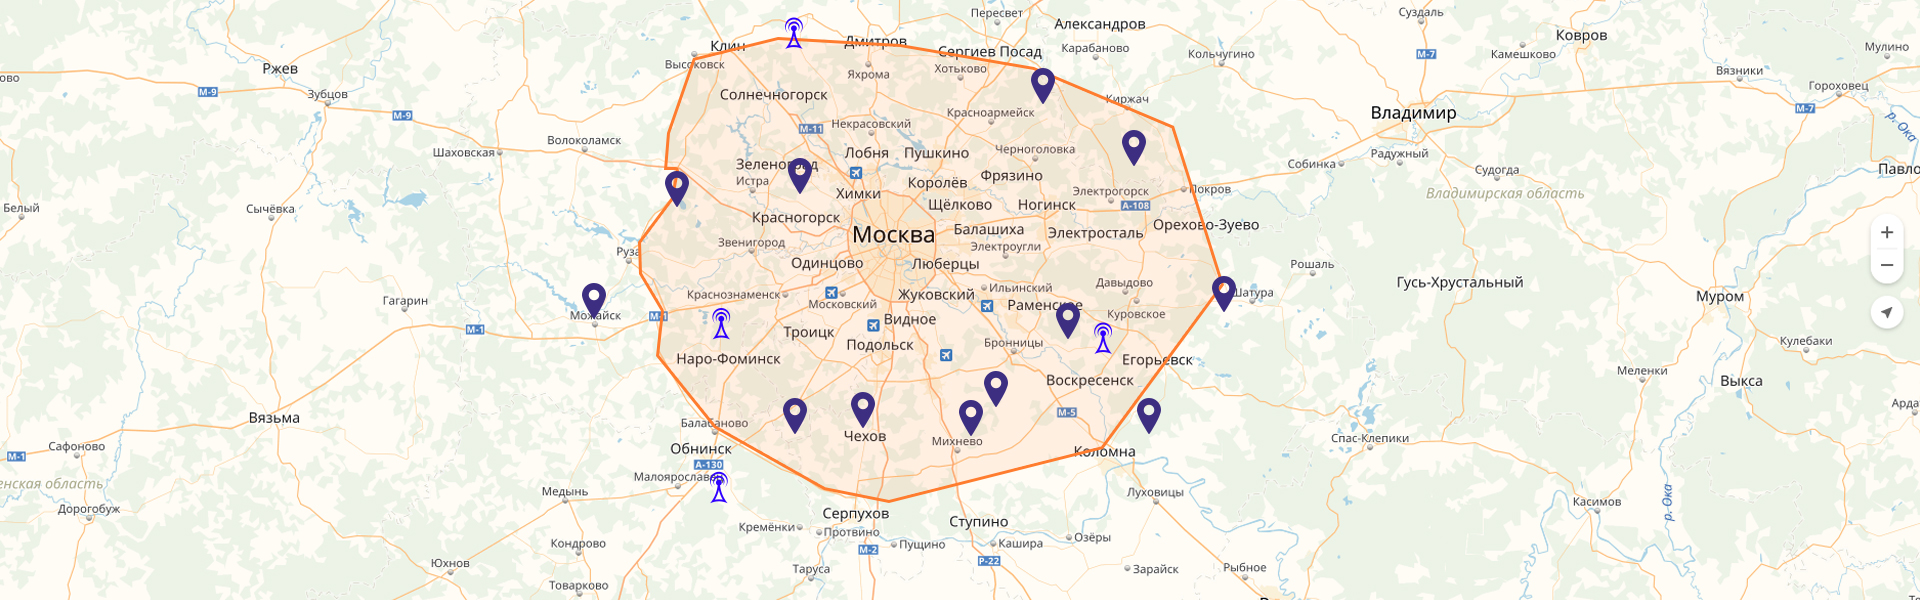 Пересвет
Суздаль
Александров
Клин
Дмитров
Сергиев Посад
Карабаново
Кольчугино
М-7
Камешково
Ковров
Мулино
ово
Ржев
Высоковск
Яхрома
Хотьково
Вязники
Гороховец
М-9
Зубцов
Солнечногорск
Киржач
М-7
М-9
Красноармейск
Владимир
р. Ока
М-11
Некрасовский
Волоколамск
Шаховская
Лобня
Пушкино
Черноголовка
Радужный
Зеленоград
Собинка
Судогда
Павло
Истра
Королёв
Фрязино
Химки
Электрогорск
Покров
Владимирская область
Белый
Сычёвка
Щёлково
Ногинск
А-108
Красногорск
Москва
Балашиха
Электросталь
Орехово-Зуево
Звенигород
Электроугли
Руза
Одинцово
Люберцы
Рошаль
Гусь-Хрустальный
Краснознаменск
Жуковский
Ильинский
Давыдово
Шатура
Муром
Гагарин
Московский
Раменское
Можайск
М-1
Видное
Куровское
М-1
Троицк
Подольск
Бронницы
Кулебаки
Наро-Фоминск
Егорьевск
Меленки
Воскресенск
Выкса
Вязьма
М-5
Арда
Балабаново
Чехов
Михнево
Спас-Клепики
Сафоново
Обнинск
Коломна
М-1
А-130
Малоярославец
енская область
Медынь
Луховицы
Касимов
р. Ока
Дорогобуж
Серпухов
Ступино
Кремёнки
Протвино
Кондрово
М-2
Пущино
Кашира
Озёры
Юхнов
Р-22
Таруса
Зарайск
Рыбное
Товарково